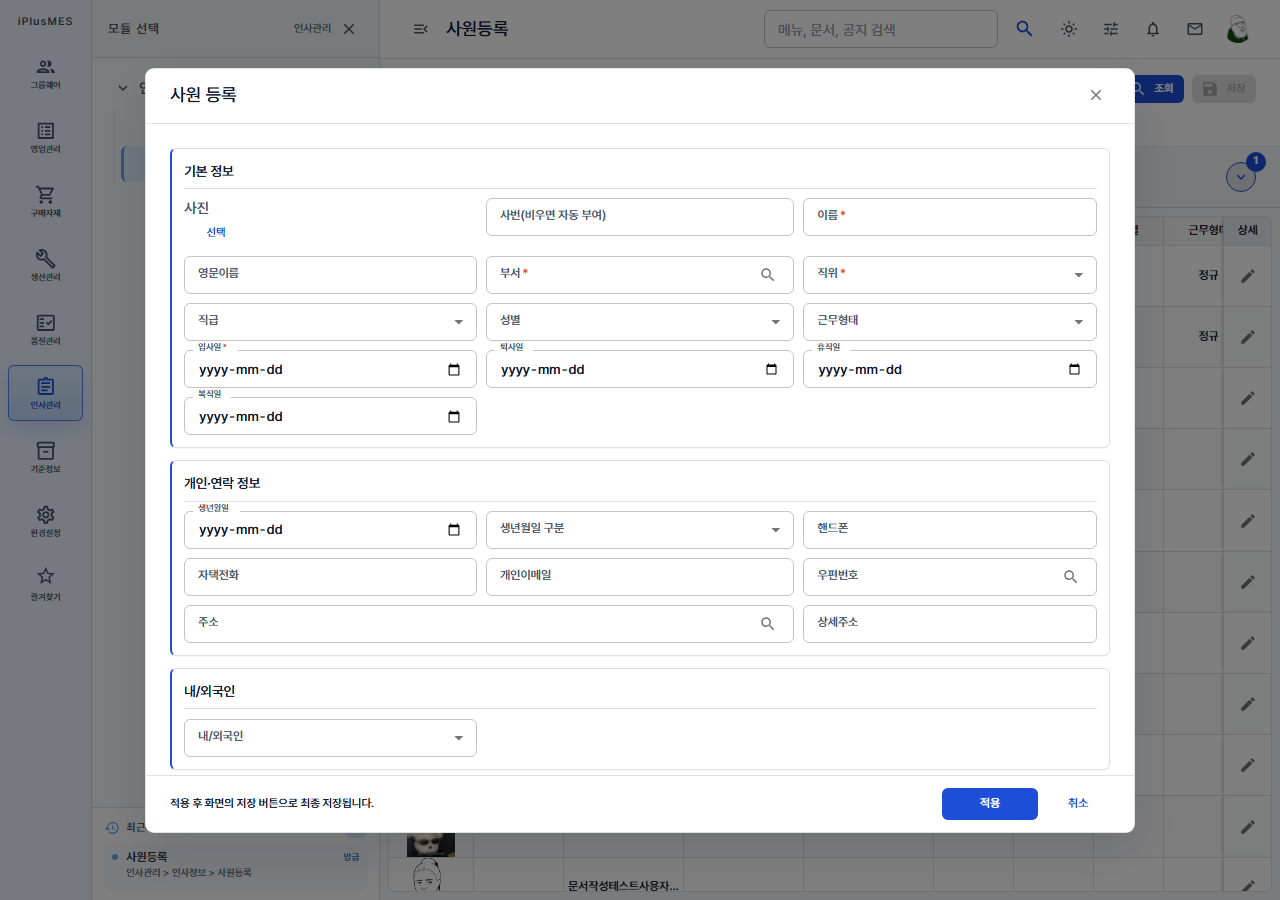 iPlusMES
모듈 선택
인사관리
사원등록
메뉴, 문서, 공지 검색
그룹웨어
영업관리
구매자재
생산관리
품질관리
인사관리
기준정보
환경설정
즐겨찾기
조회
저장
1
근무형태
상세
정규
정규
사원 등록
기본 정보
사진
선택
사번(비우면 자동 부여)
이름 *
영문이름
부서 *
직위 *
직급
성별
근무형태
입사일 *
yyyy-mm-dd
퇴사일
yyyy-mm-dd
휴직일
yyyy-mm-dd
복직일
yyyy-mm-dd
개인·연락 정보
생년월일
yyyy-mm-dd
생년월일 구분
핸드폰
자택전화
개인이메일
우편번호
주소
상세주소
내/외국인
내/외국인
적용 후 화면의 저장 버튼으로 최종 저장됩니다.
적용
취소
최근
사원등록
방금
인사관리 > 인사정보 > 사원등록
문서작성테스트사용자...